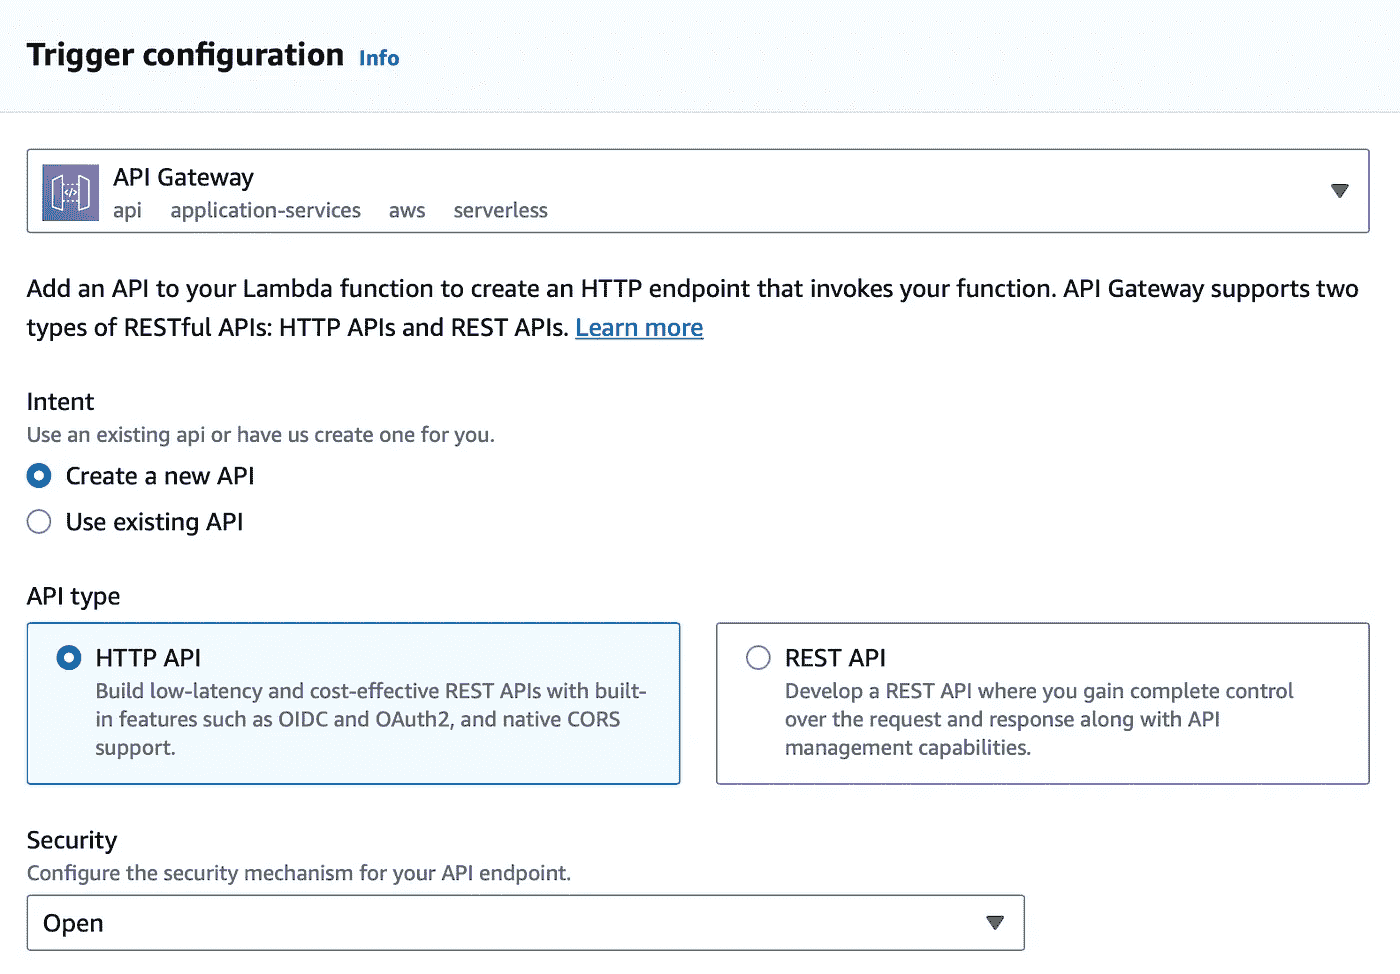 Trigger configuration Info
API Gateway
api application-services aws serverless
Add an API to your Lambda function to create an HTTP endpoint that invokes your function. API Gateway supports two
types of RESTful APIs: HTTP APIs and REST APIs. Learn more
Intent
Use an existing api or have us create one for you.
Create a new API
Use existing API
API type
HTTP API
Build low-latency and cost-effective REST APIs with built-
in features such as OIDC and OAuth2, and native CORS
support.
REST API
Develop a REST API where you gain complete control
over the request and response along with API
management capabilities.
Security
Configure the security mechanism for your API endpoint.
Open